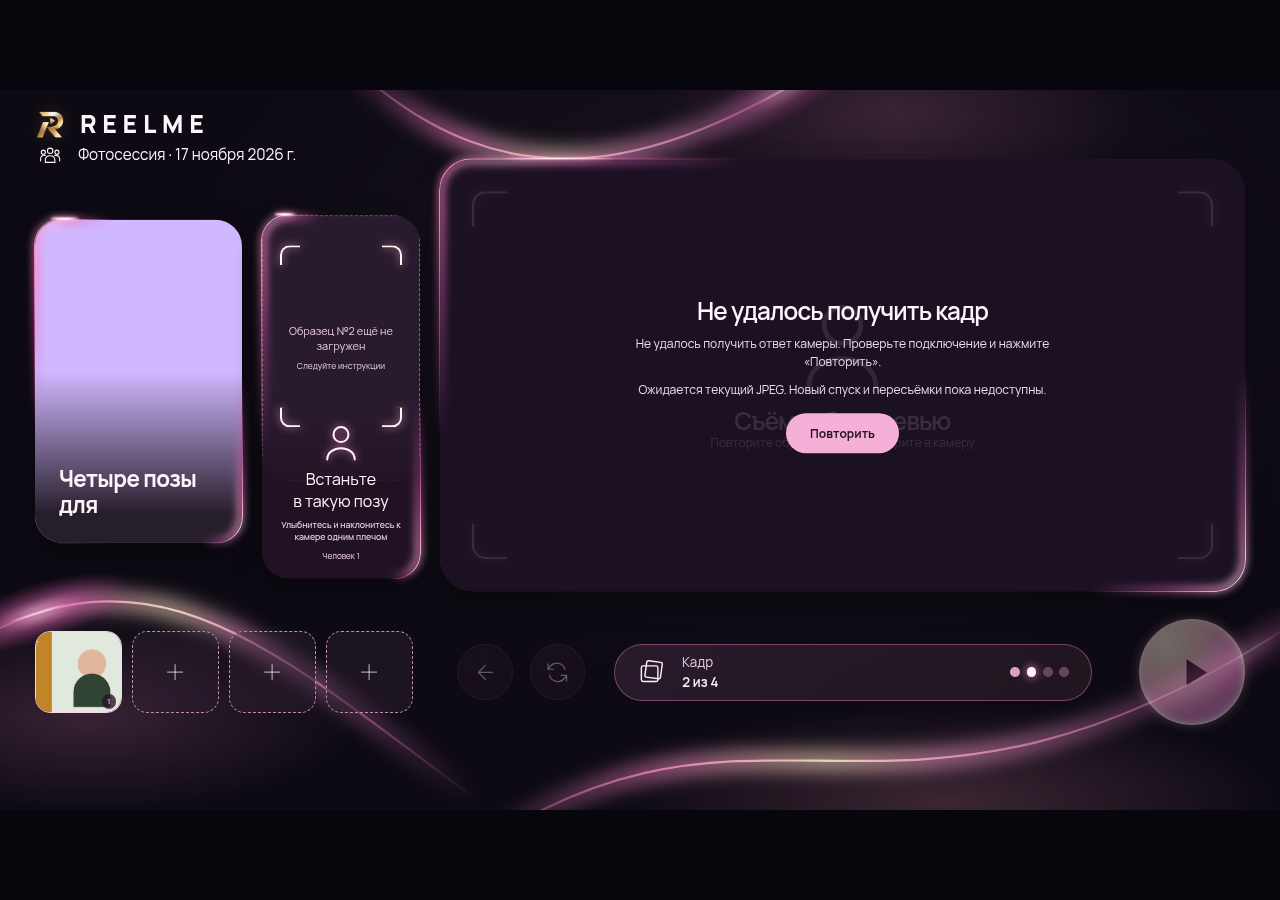 REELME
Фотосессия · 17 ноября 2026 г.
Четыре позы
для
Образец №2 ещё не
загружен
Следуйте инструкции
Встаньте
в такую позу
Улыбнитесь и наклонитесь к
камере одним плечом
Человек 1
Не удалось получить кадр
Не удалось получить ответ камеры. Проверьте подключение и нажмите
«Повторить».
Ожидается текущий JPEG. Новый спуск и пересъёмки пока недоступны.
Повторить
1
Кадр
2 из 4